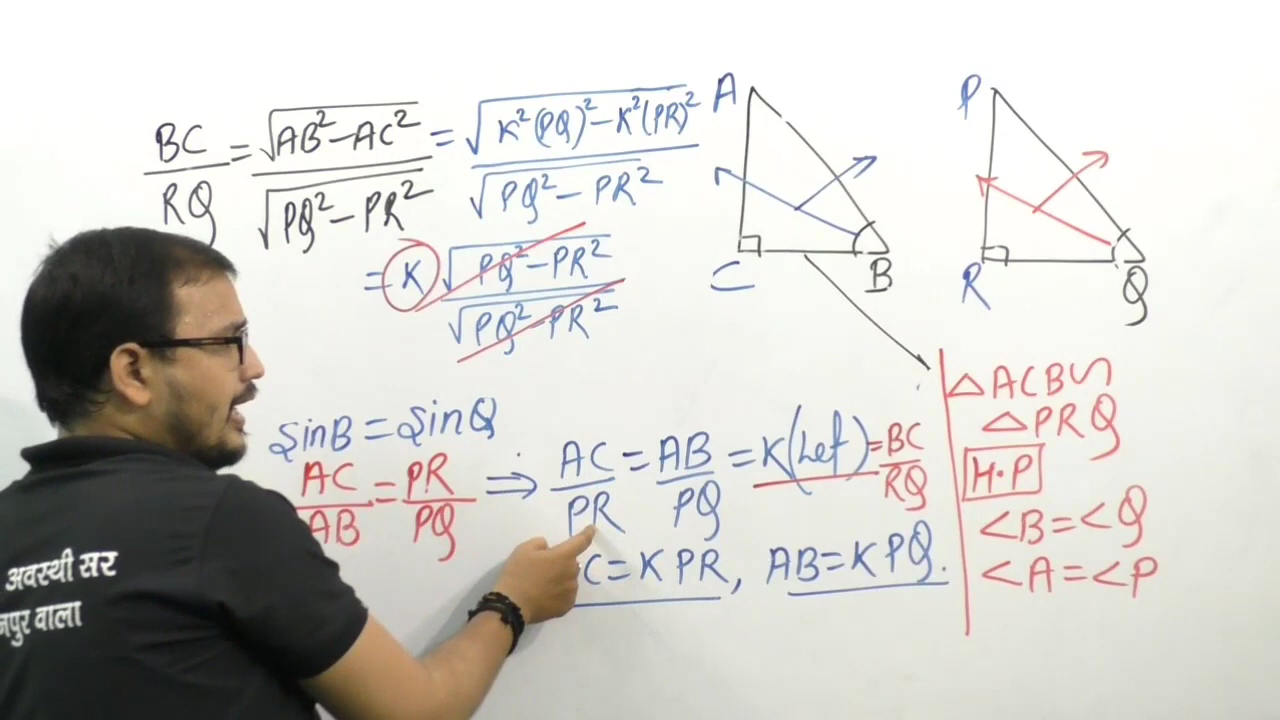 BC/RQ = √AB²−AC²/√PQ²−PR² = √K²(PQ)²−K²(PR)²/√PQ²−PR²
= K √PQ²−PR²/√PQ²−PR²
A
C
B
P
R
Q
SinB = SinQ
AC/AB = PR/PQ ⇒ AC/PR = AB/PQ = K (Let) = BC/RQ
C = K PR, AB = K PQ.
△ACB ∽
△PRQ
H.P
<B = <Q
<A = <P
अवस्थी सर
वाला